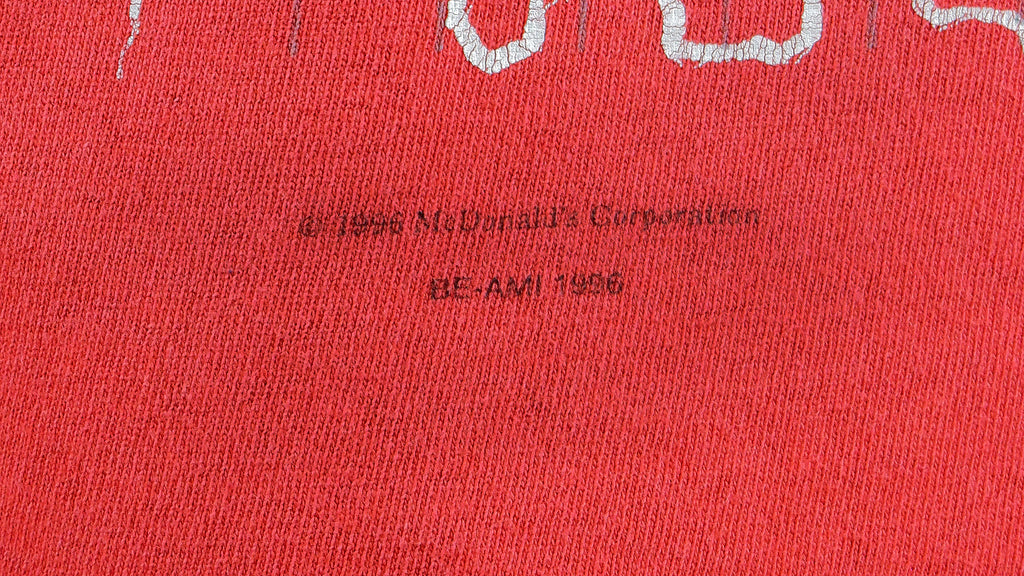 © 1996 McDonald's Corporation
BE-AMI 1996